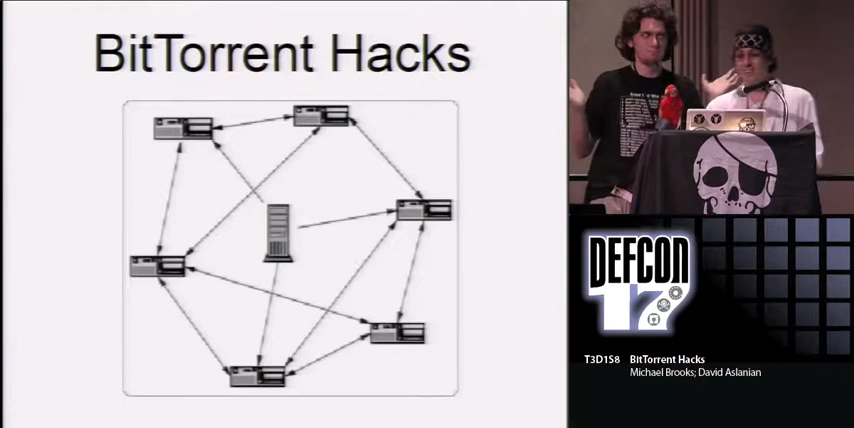 BitTorrent Hacks
DEFCON
17
T3D1S8 BitTorrent Hacks
Michael Brooks; David Aslanian